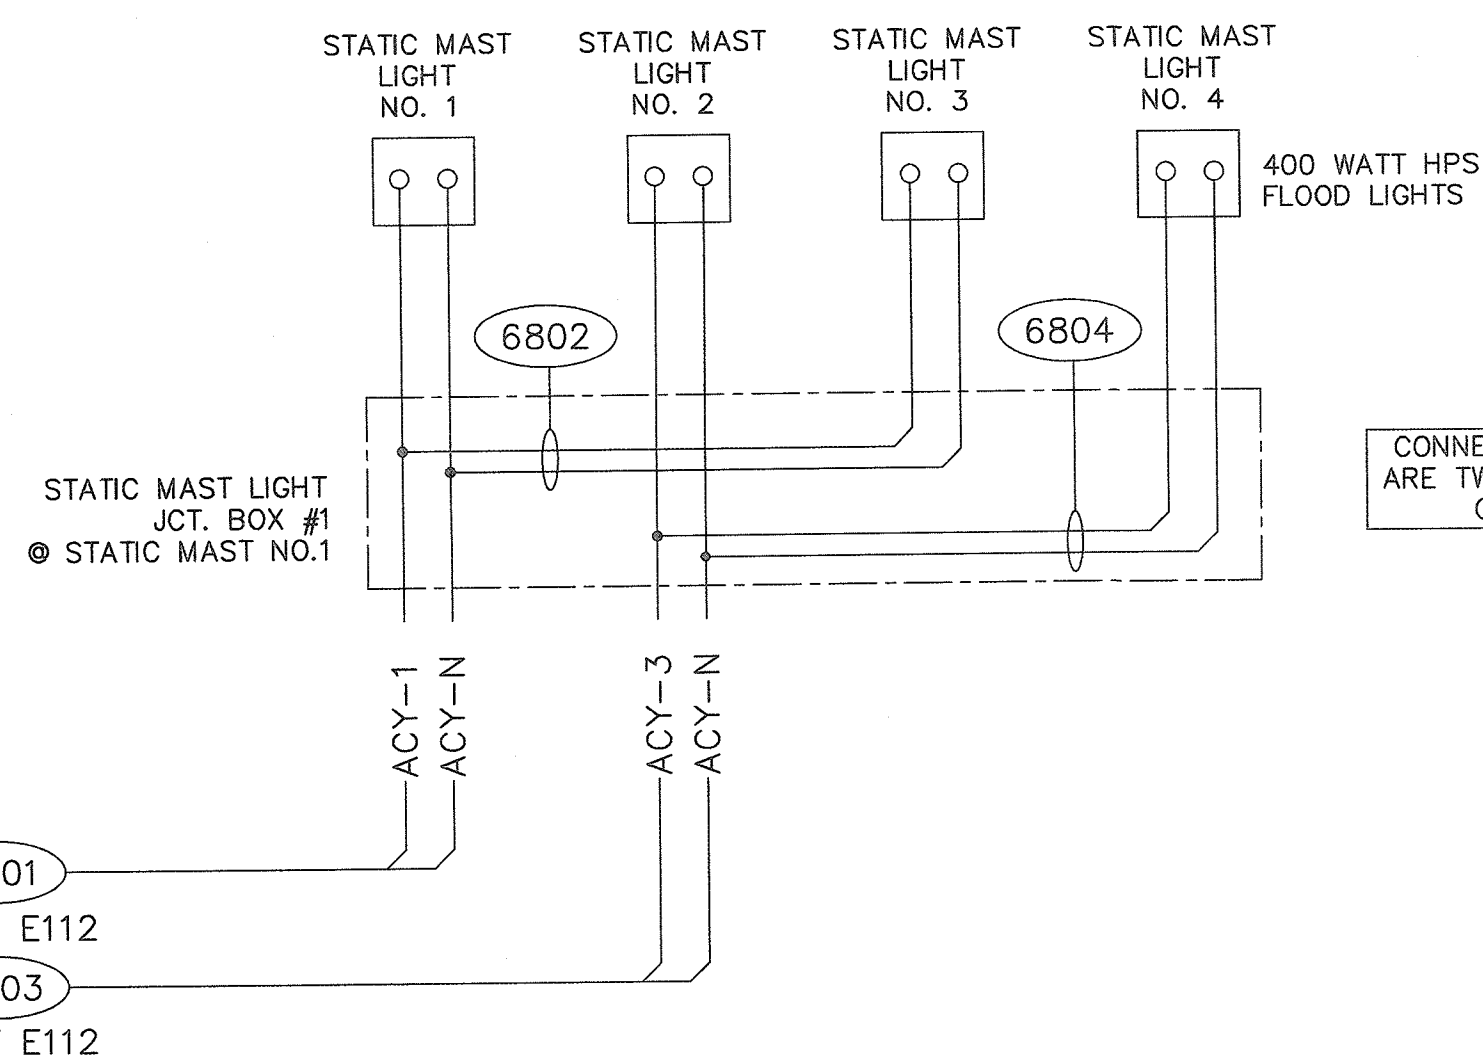 STATIC MAST
LIGHT
NO. 1
STATIC MAST
LIGHT
NO. 2
STATIC MAST
LIGHT
NO. 3
STATIC MAST
LIGHT
NO. 4
400 WATT HPS
FLOOD LIGHTS
6802
6804
STATIC MAST LIGHT
JCT. BOX #1
@ STATIC MAST NO.1
ARE
ACY-1
ACY-N
ACY-3
ACY-N
01
E112
03
E112